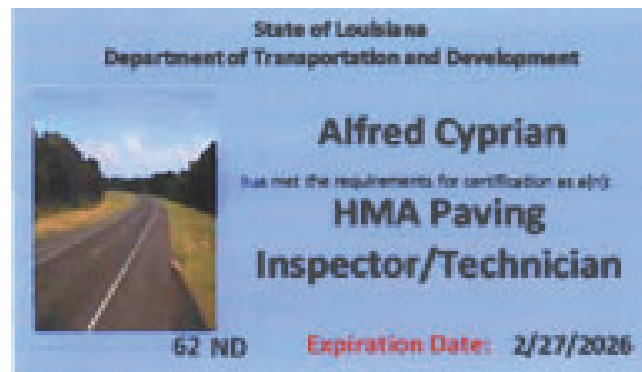 State of Louisiana
Department of Transportation and Development
Alfred Cyprian
has met the requirements for certification as a(n):
HMA Paving
Inspector/Technician
62 ND Expiration Date: 2/27/2026